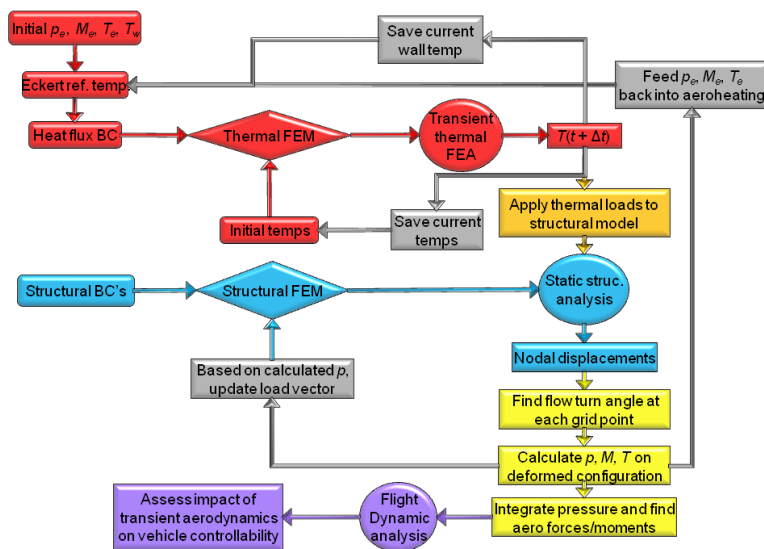 Initial pₑ, Mₑ, Tₑ, T_w
Save current
wall temp
Eckert ref. temp.
Feed pₑ, Mₑ, Tₑ
back into aeroheating
Heat flux BC
Thermal FEM
Transient
thermal
FEA
T(t + Δt)
Initial temps
Save current
temps
Apply thermal loads to
structural model
Structural BC's
Structural FEM
Static struc.
analysis
Based on calculated p,
update load vector
Nodal displacements
Find flow turn angle at
each grid point
Calculate p, M, T on
deformed configuration
Assess impact of
transient aerodynamics
on vehicle controllability
Flight
Dynamic
analysis
Integrate pressure and find
aero forces/moments